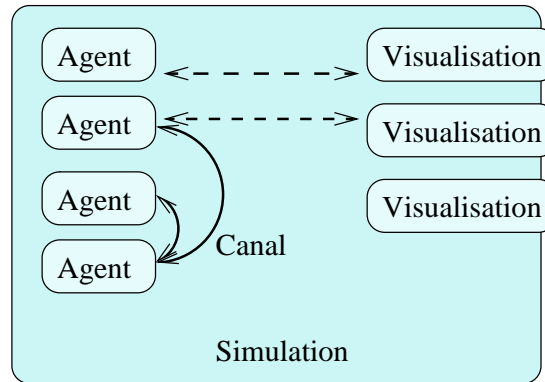 Agent
Visualisation
Agent
Visualisation
Agent
Visualisation
Agent
Canal
Simulation